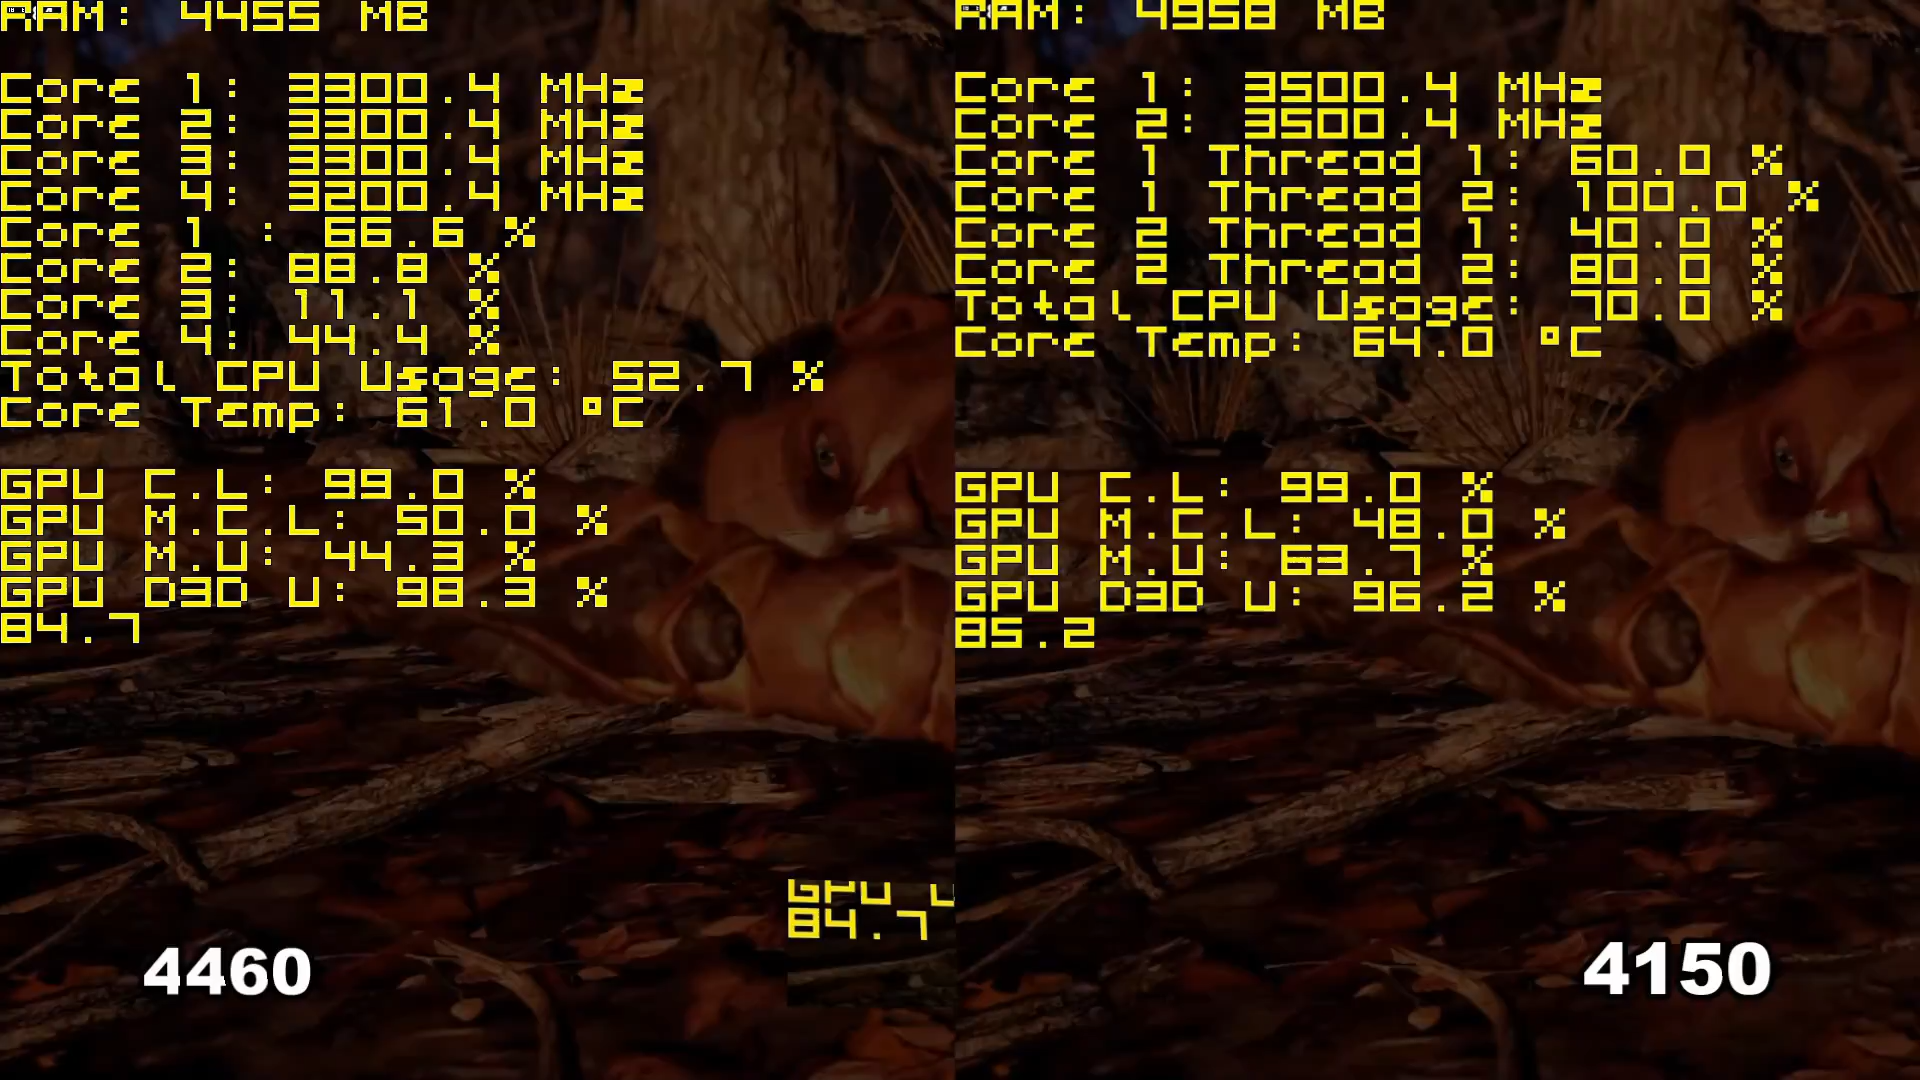 RAM: 4455 MB
Core 1: 3300.4 MHz
Core 2: 3300.4 MHz
Core 3: 3300.4 MHz
Core 4: 3200.4 MHz
Core 1 : 66.6 %
Core 2: 88.8 %
Core 3: 11.1 %
Core 4: 44.4 %
Total CPU Usage: 52.7 %
Core Temp: 61.0 °C
GPU C.L: 99.0 %
GPU M.C.L: 50.0 %
GPU M.U: 44.3 %
GPU D3D U: 98.3 %
84.7
GPU
84.7
4460
RAM: 4958 MB
Core 1: 3500.4 MHz
Core 2: 3500.4 MHz
Core 1 Thread 1: 60.0 %
Core 1 Thread 2: 100.0 %
Core 2 Thread 1: 40.0 %
Core 2 Thread 2: 80.0 %
Total CPU Usage: 70.0 %
Core Temp: 64.0 °C
GPU C.L: 99.0 %
GPU M.C.L: 48.0 %
GPU M.U: 63.7 %
GPU D3D U: 96.2 %
85.2
4150